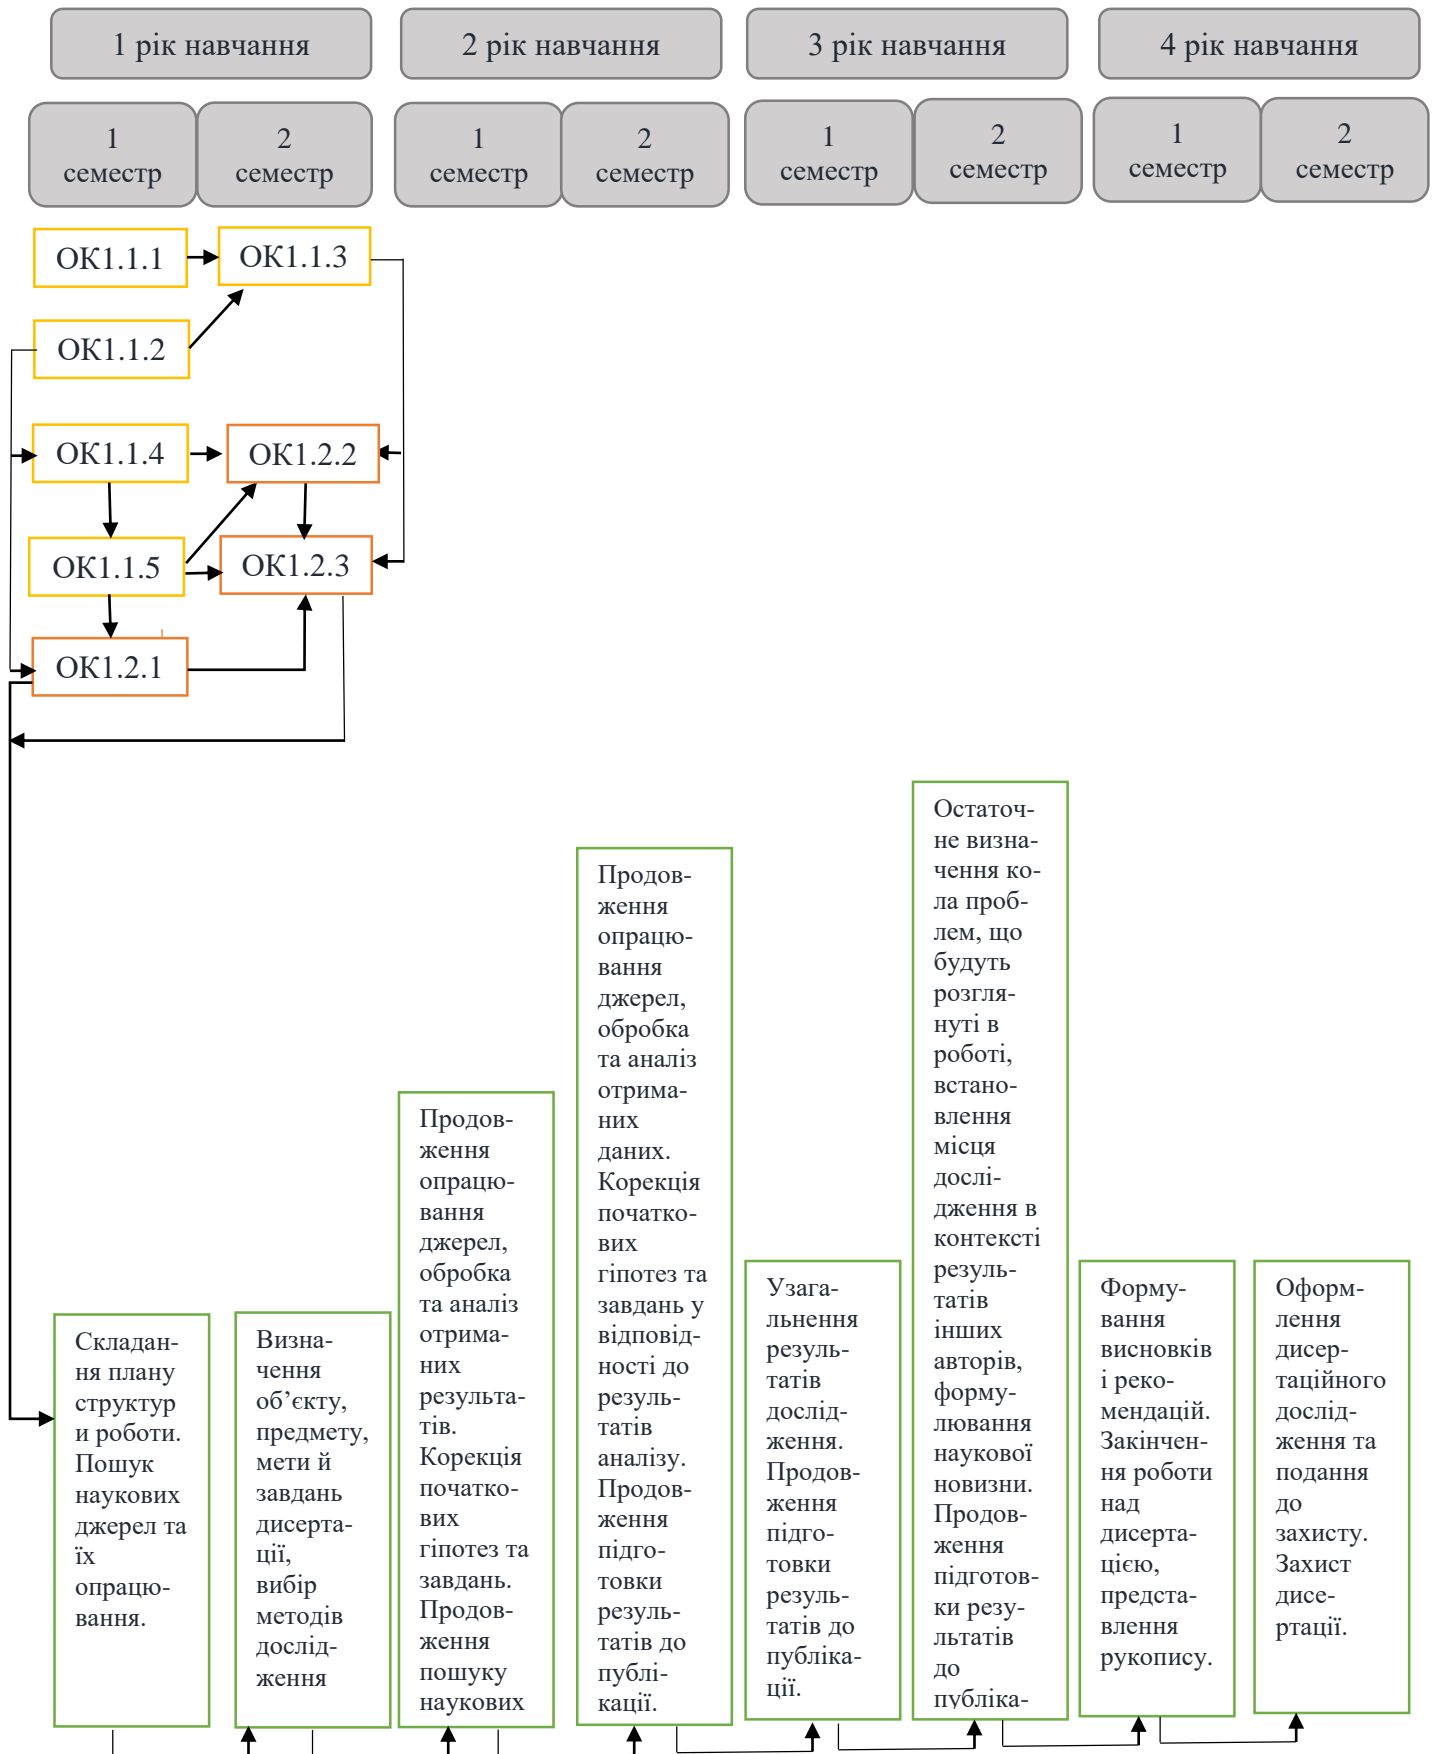 1 рік навчання
2 рік навчання
3 рік навчання
4 рік навчання
1
семестр
2
семестр
1
семестр
2
семестр
1
семестр
2
семестр
1
семестр
2
семестр
ОК1.1.1
ОК1.1.3
ОК1.1.2
ОК1.1.4
ОК1.2.2
ОК1.1.5
ОК1.2.3
ОК1.2.1
Складан-
ня плану
структур
и роботи.
Пошук
наукових
джерел та
їх
опрацю-
вання.
Визна-
чення
об’єкту,
предмету,
мети й
завдань
дисерта-
ції,
вибір
методів
дослід-
ження
Продов-
ження
опрацю-
вання
джерел,
обробка
та аналіз
отрима-
них
результа-
тів.
Корекція
початко-
вих
гіпотез та
завдань.
Продов-
ження
пошуку
наукових
Продов-
ження
опрацю-
вання
джерел,
обробка
та аналіз
отрима-
них
даних.
Корекція
початко-
вих
гіпотез та
завдань у
відповід-
ності до
резуль-
татів
аналізу.
Продов-
ження
підго-
товки
резуль-
татів до
публі-
кації.
Узага-
льнення
резуль-
татів
дослід-
ження.
Продов-
ження
підго-
товки
резуль-
татів до
публіка-
ції.
Остаточ-
не визна-
чення ко-
ла проб-
лем, що
будуть
розгля-
нуті в
роботі,
встано-
влення
місця
дослі-
дження в
контексті
резуль-
татів
інших
авторів,
форму-
лювання
наукової
новизни.
Продов-
ження
підготов-
ки резу-
льтатів
до
публіка-
Форму-
вання
висновків
і реко-
мендацій.
Закінчен-
ня роботи
над
дисерта-
цією,
предста-
влення
рукопису.
Оформ-
лення
дисер-
таційного
дослід-
ження та
подання
до
захисту.
Захист
дисе-
ртації.